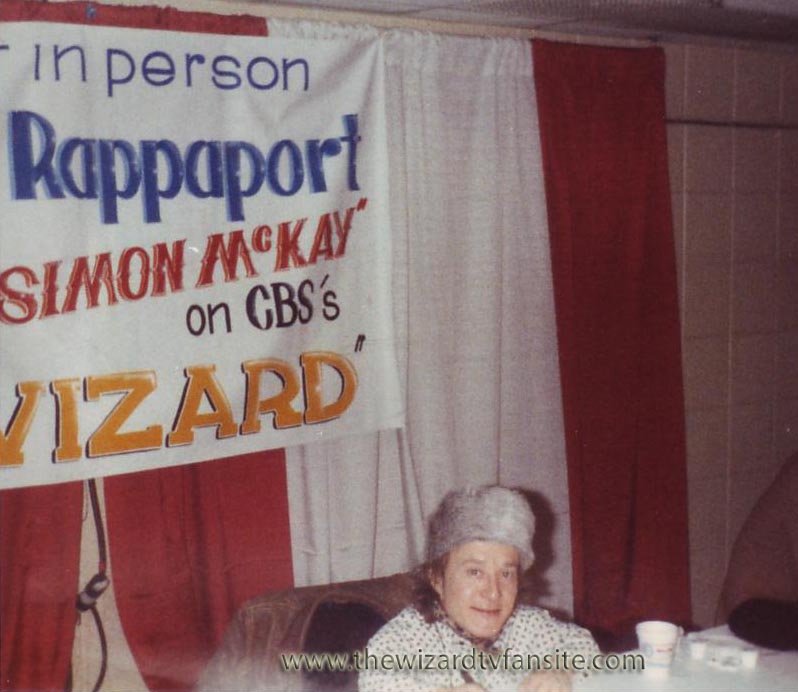 in person
Rappaport
SIMON McKAY"
on CBS's
WIZARD"
www.thewizardtvfansite.com